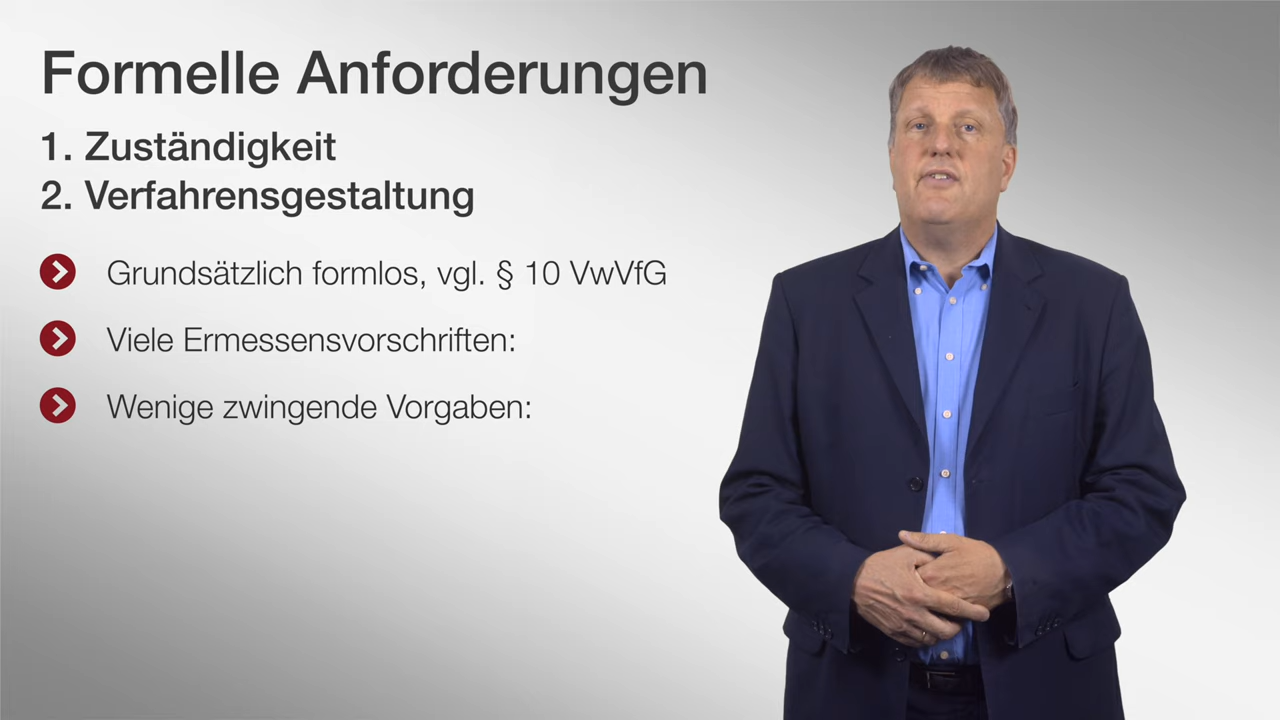 Formelle Anforderungen
1. Zuständigkeit
2. Verfahrensgestaltung
Grundsätzlich formlos, vgl. § 10 VwVfG
Viele Ermessensvorschriften:
Wenige zwingende Vorgaben: